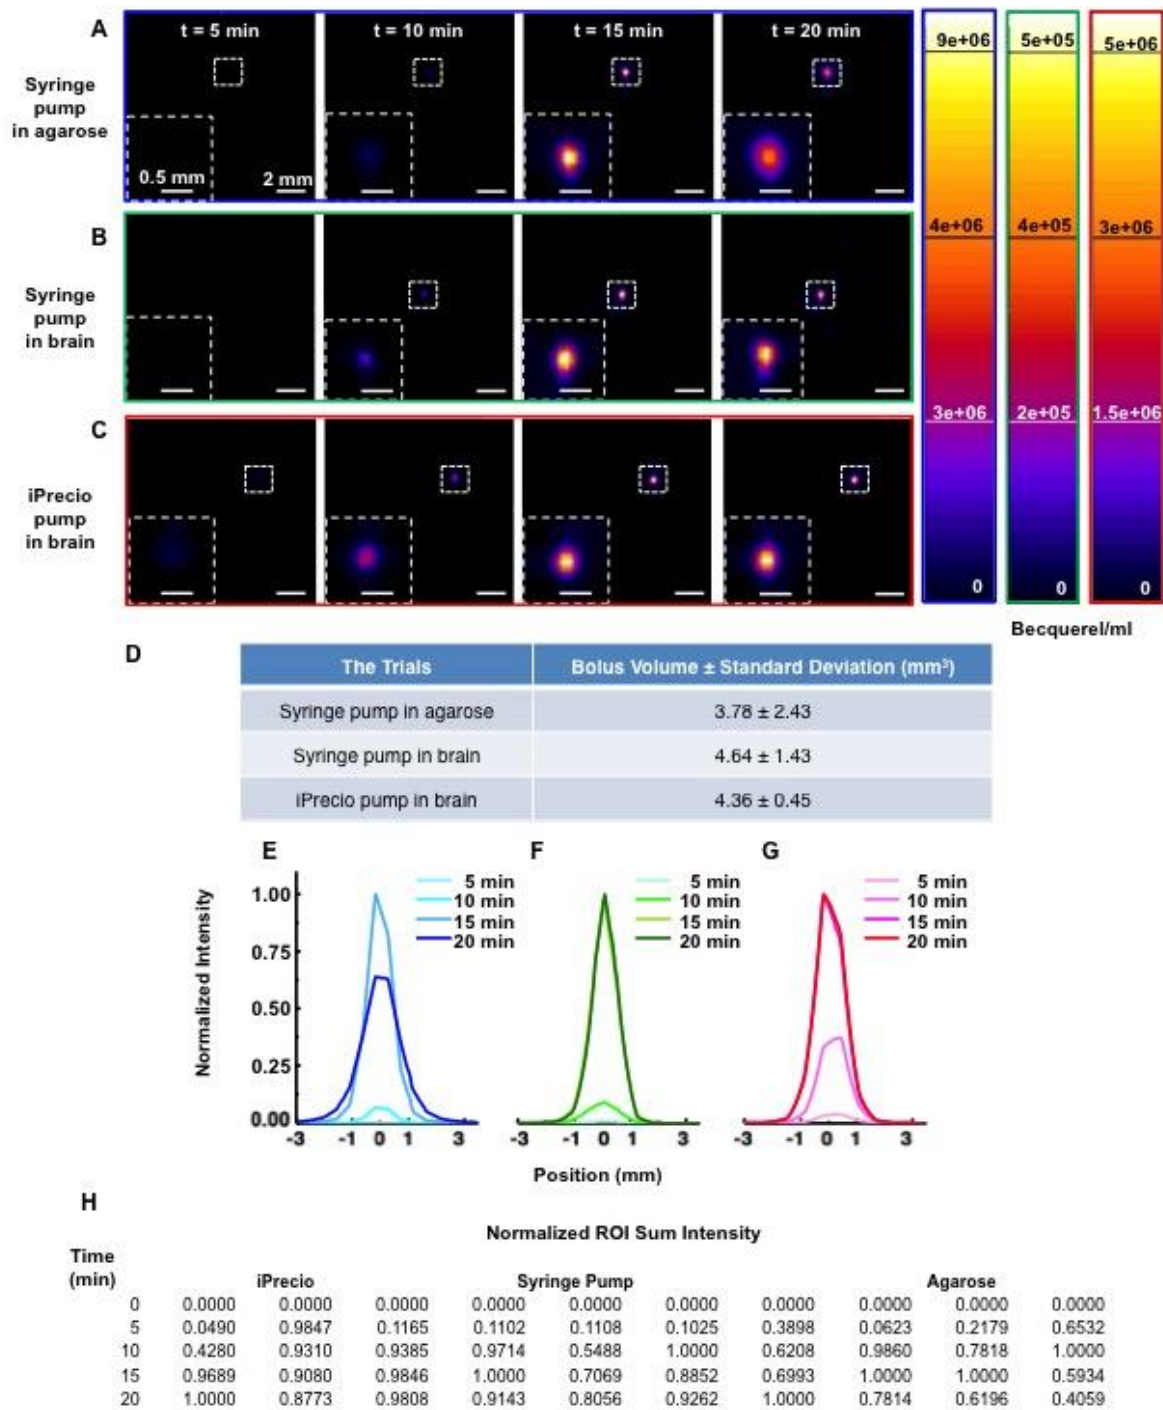 A
t = 5 min t = 10 min t = 15 min t = 20 min
Syringe
pump
in agarose
0.5 mm 2 mm
B
Syringe
pump
in brain
C
iPrecio
pump
in brain
9e+06 5e+05 5e+06
4e+06 4e+05 3e+06
3e+06 2e+05 1.5e+06
0 0 0
Becquerel/ml
D
The Trials Bolus Volume ± Standard Deviation (mm³)
Syringe pump in agarose 3.78 ± 2.43
Syringe pump in brain 4.64 ± 1.43
iPrecio pump in brain 4.36 ± 0.45
E F G
Normalized Intensity
1.00
0.75
0.50
0.25
0.00
5 min
10 min
15 min
20 min
5 min
10 min
15 min
20 min
5 min
10 min
15 min
20 min
-3 -1 0 1 3 -3 -1 0 1 3 -3 -1 0 1 3
Position (mm)
H
Normalized ROI Sum Intensity
Time
(min) iPrecio Syringe Pump Agarose
0 0.0000 0.0000 0.0000 0.0000 0.0000 0.0000 0.0000 0.0000 0.0000 0.0000
5 0.0490 0.9847 0.1165 0.1102 0.1108 0.1025 0.3898 0.0623 0.2179 0.6532
10 0.4280 0.9310 0.9385 0.9714 0.5488 1.0000 0.6208 0.9860 0.7818 1.0000
15 0.9689 0.9080 0.9846 1.0000 0.7069 0.8852 0.6993 1.0000 1.0000 0.5934
20 1.0000 0.8773 0.9808 0.9143 0.8056 0.9262 1.0000 0.7814 0.6196 0.4059